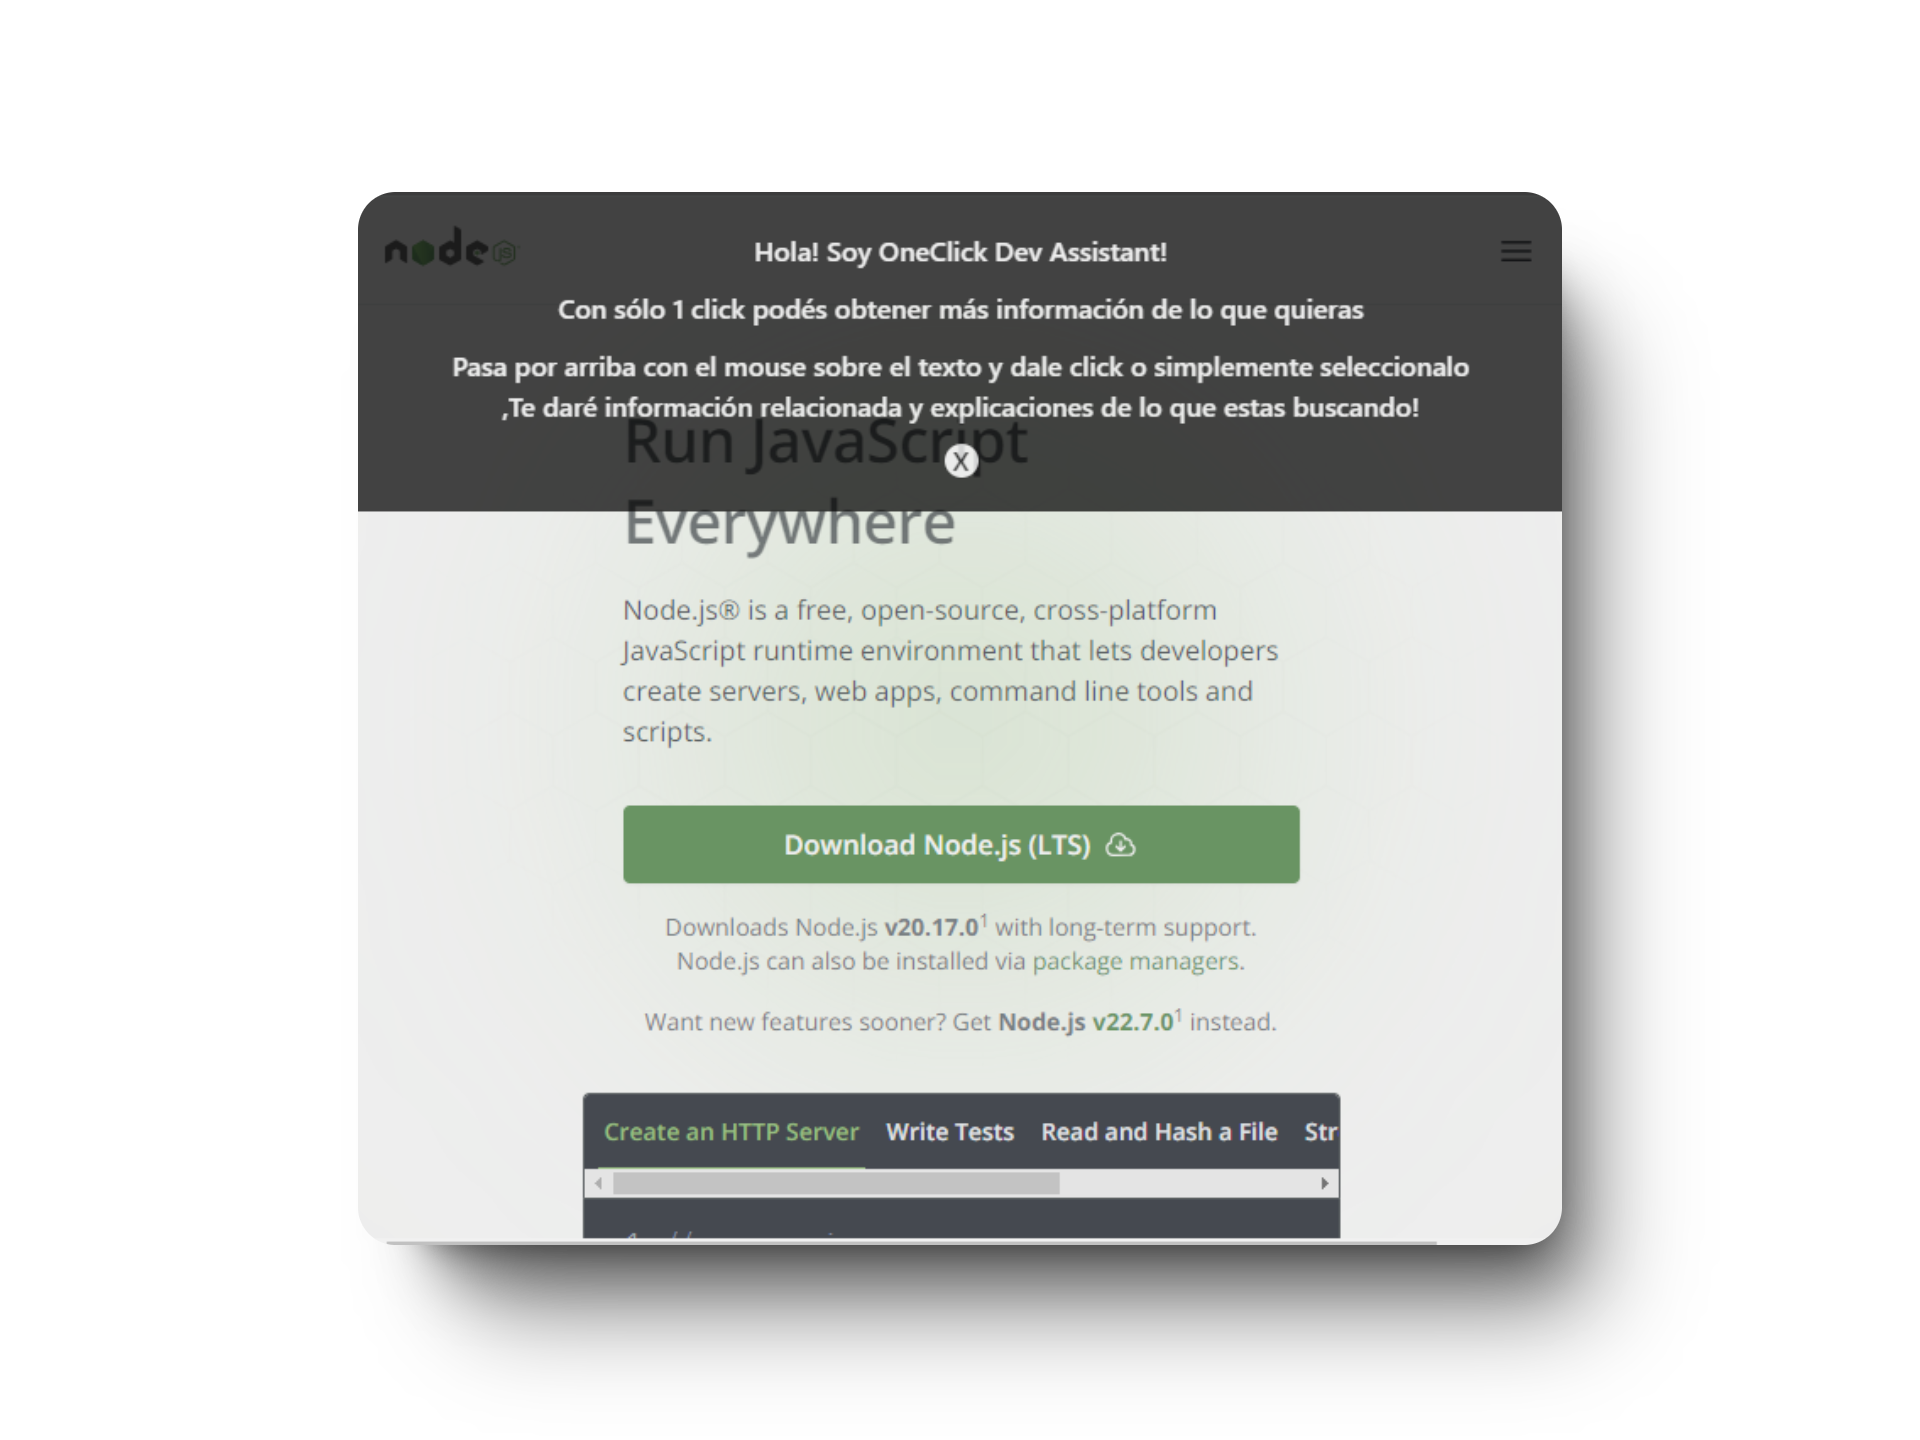 node JS
Hola! Soy OneClick Dev Assistant!
Con sólo 1 click podés obtener más información de lo que quieras
Pasa por arriba con el mouse sobre el texto y dale click o simplemente seleccionalo
,Te daré información relacionada y explicaciones de lo que estas buscando!
Run JavaScript
X
Everywhere
Node.js® is a free, open-source, cross-platform
JavaScript runtime environment that lets developers
create servers, web apps, command line tools and
scripts.
Download Node.js (LTS)
Downloads Node.js v20.17.0¹ with long-term support.
Node.js can also be installed via package managers.
Want new features sooner? Get Node.js v22.7.0¹ instead.
Create an HTTP Server Write Tests Read and Hash a File Str